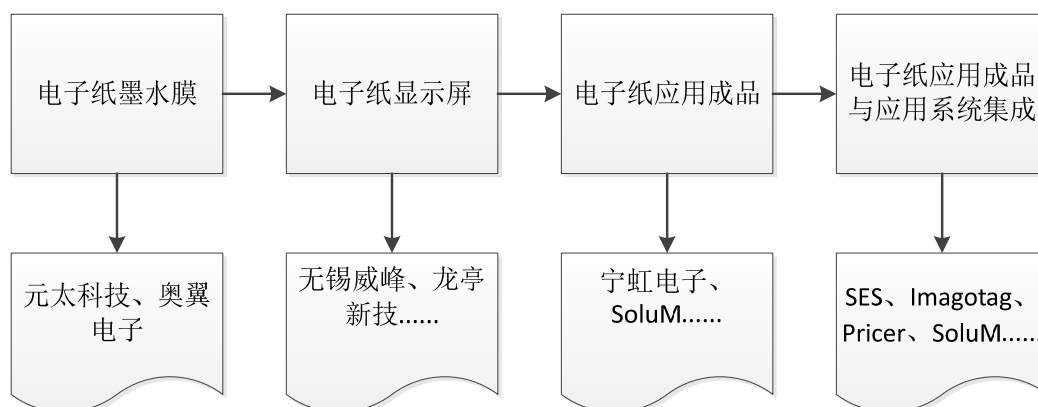 电子纸墨水膜
电子纸显示屏
电子纸应用成品
电子纸应用成品
与应用系统集成
元太科技、奥翼
电子
无锡威峰、龙亭
新技......
宁虹电子、
SoluM......
SES、Imagotag、
Pricer、SoluM......